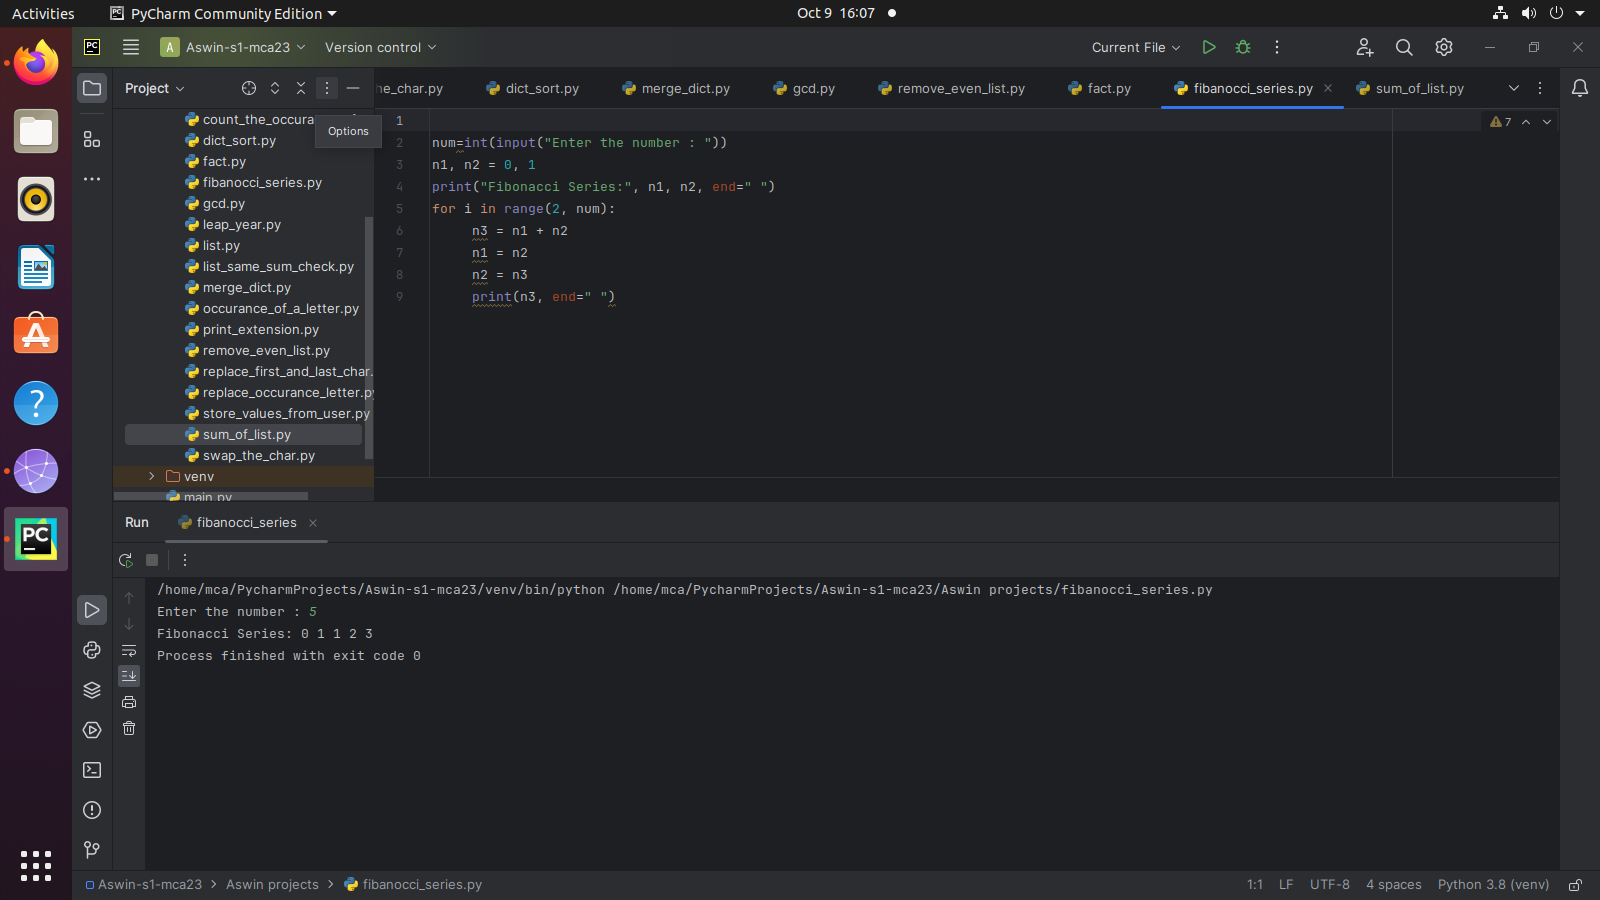 Activities PyCharm Community Edition Oct 9 16:07
PC A Aswin-s1-mca23 Version control Current File
Project
he_char.py dict_sort.py merge_dict.py gcd.py remove_even_list.py fact.py fibanocci_series.py sum_of_list.py
Options
count_the_occura
dict_sort.py
fact.py
fibanocci_series.py
gcd.py
leap_year.py
list.py
list_same_sum_check.py
merge_dict.py
occurance_of_a_letter.py
print_extension.py
remove_even_list.py
replace_first_and_last_char.
replace_occurance_letter.py
store_values_from_user.py
sum_of_list.py
swap_the_char.py
venv
main.py
7
1
2 num=int(input("Enter the number : "))
3 n1, n2 = 0, 1
4 print("Fibonacci Series:", n1, n2, end=" ")
5 for i in range(2, num):
6 n3 = n1 + n2
7 n1 = n2
8 n2 = n3
9 print(n3, end=" ")
PC
Run fibanocci_series
/home/mca/PycharmProjects/Aswin-s1-mca23/venv/bin/python /home/mca/PycharmProjects/Aswin-s1-mca23/Aswin projects/fibanocci_series.py
Enter the number : 5
Fibonacci Series: 0 1 1 2 3
Process finished with exit code 0
Aswin-s1-mca23 Aswin projects fibanocci_series.py 1:1 LF UTF-8 4 spaces Python 3.8 (venv)